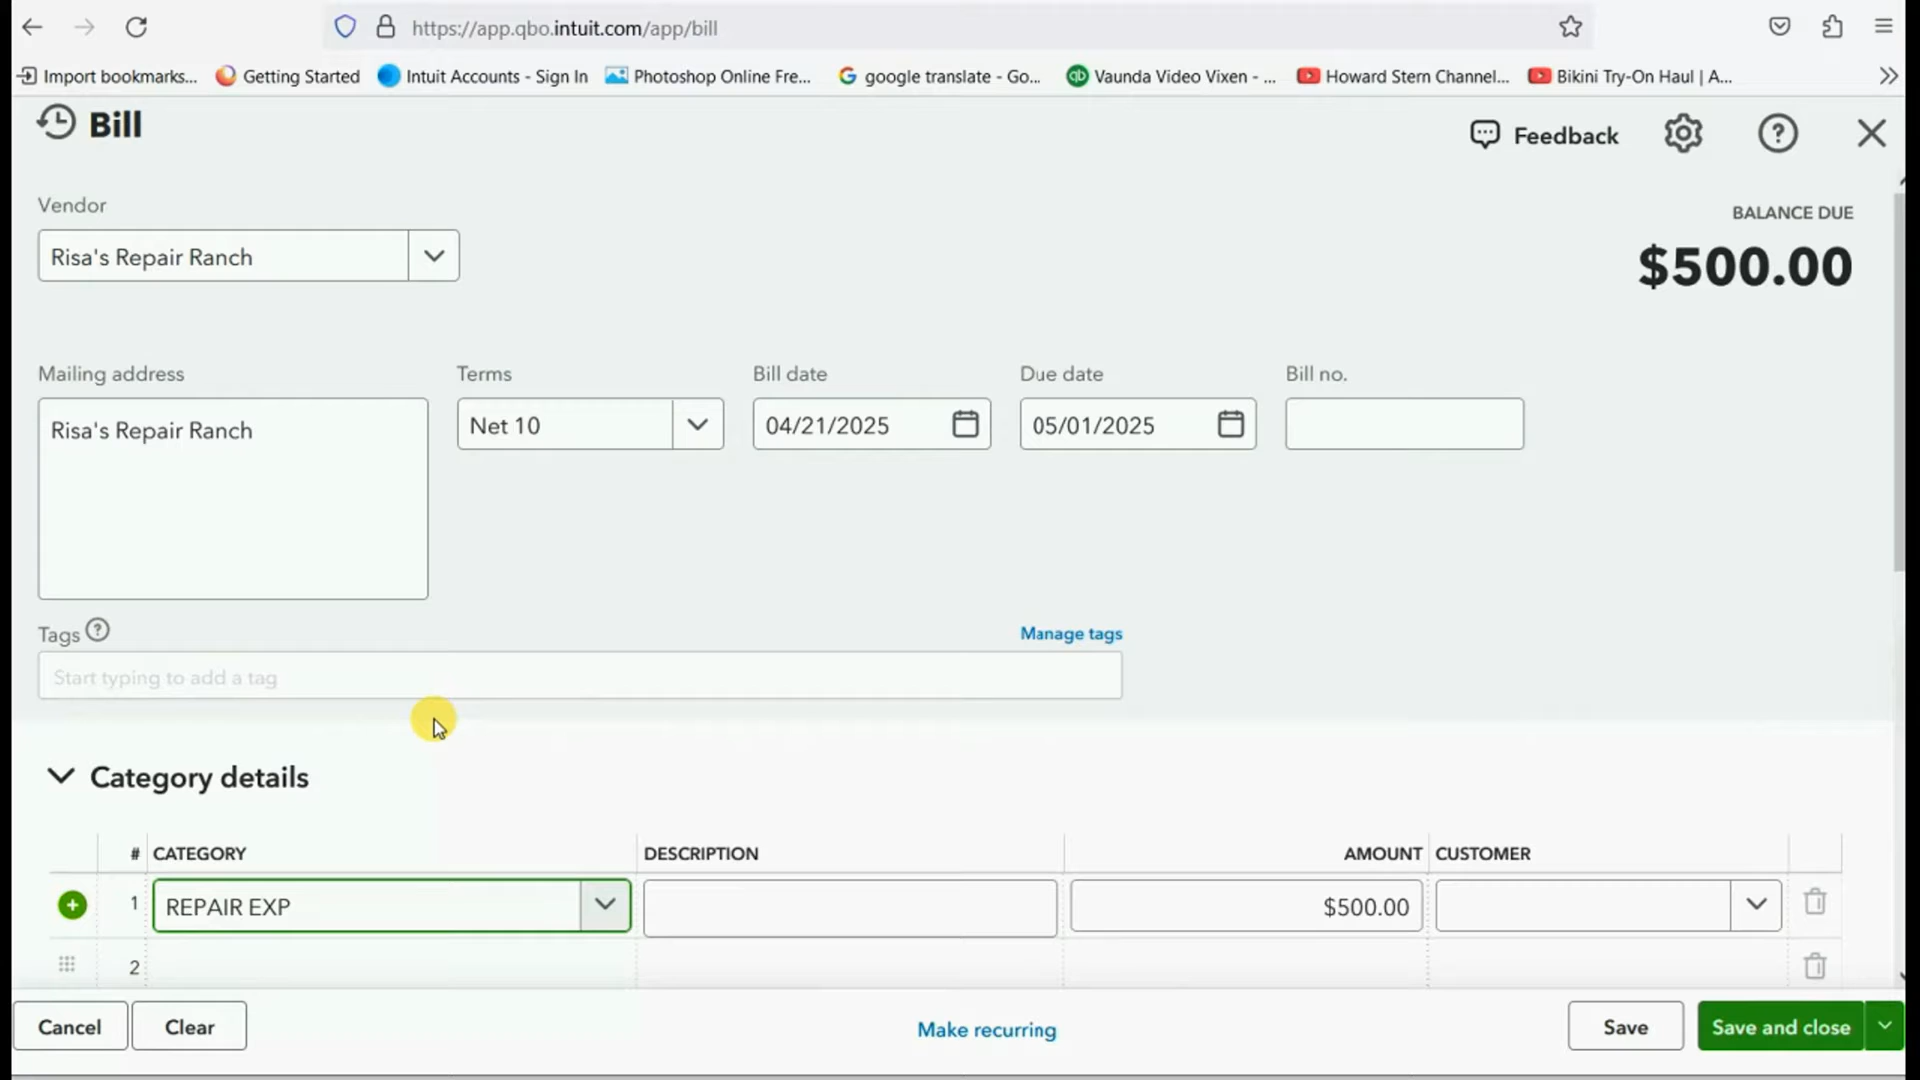 https://app.qbo.intuit.com/app/bill
Import bookmarks... Getting Started Intuit Accounts - Sign In Photoshop Online Fre... google translate - Go... qb Vaunda Video Vixen - ... Howard Stern Channel... Bikini Try-On Haul | A...
Bill
Feedback
Vendor
BALANCE DUE
Risa's Repair Ranch
$500.00
Mailing address Terms Bill date Due date Bill no.
Risa's Repair Ranch Net 10 04/21/2025 05/01/2025
Tags Manage tags
Start typing to add a tag
Category details
# CATEGORY DESCRIPTION AMOUNT CUSTOMER
1 REPAIR EXP $500.00
2
Cancel Clear Make recurring Save Save and close